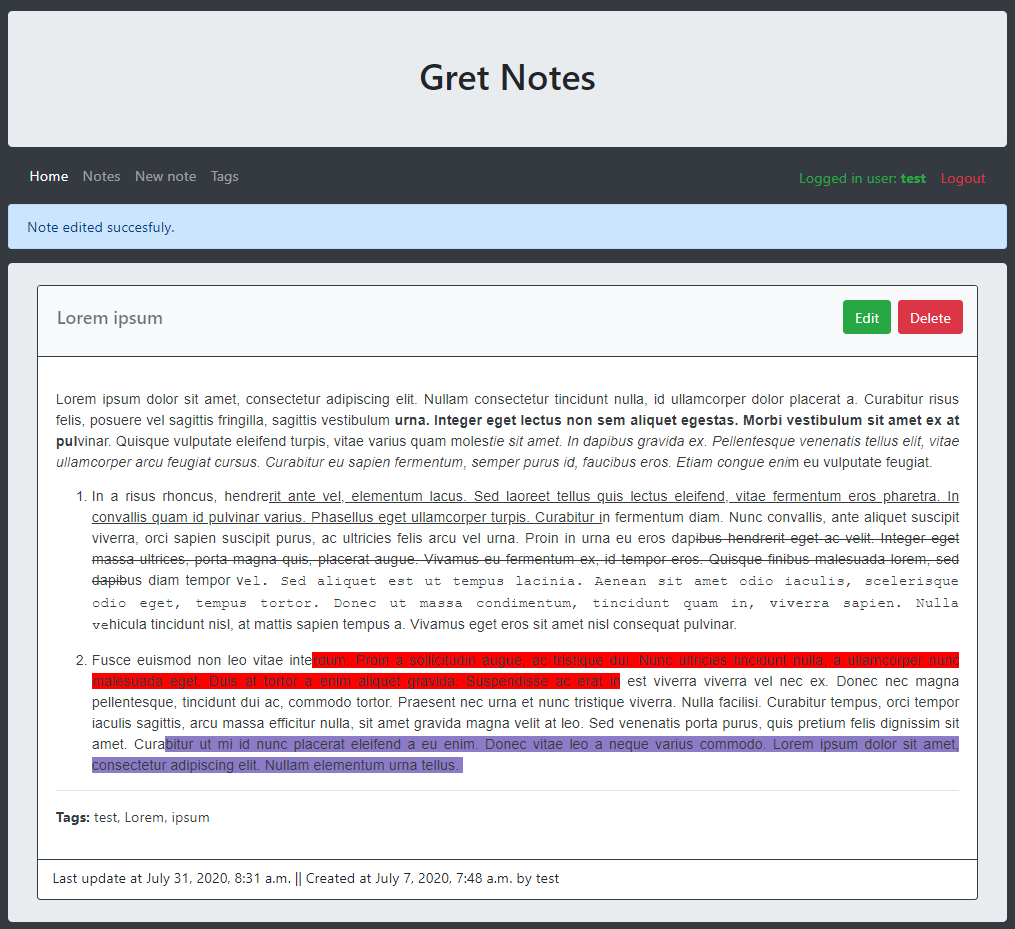 Gret Notes
Home Notes New note Tags Logged in user: test Logout
Note edited succesfuly.
Lorem ipsum Edit Delete
Lorem ipsum dolor sit amet, consectetur adipiscing elit. Nullam consectetur tincidunt nulla, id ullamcorper dolor placerat a. Curabitur risus
felis, posuere vel sagittis fringilla, sagittis vestibulum urna. Integer eget lectus non sem aliquet egestas. Morbi vestibulum sit amet ex at
pulvinar. Quisque vulputate eleifend turpis, vitae varius quam molestie sit amet. In dapibus gravida ex. Pellentesque venenatis tellus elit, vitae
ullamcorper arcu feugiat cursus. Curabitur eu sapien fermentum, semper purus id, faucibus eros. Etiam congue enim eu vulputate feugiat.
1. In a risus rhoncus, hendrerit ante vel, elementum lacus. Sed laoreet tellus quis lectus eleifend, vitae fermentum eros pharetra. In
convallis quam id pulvinar varius. Phasellus eget ullamcorper turpis. Curabitur in fermentum diam. Nunc convallis, ante aliquet suscipit
viverra, orci sapien suscipit purus, ac ultricies felis arcu vel urna. Proin in urna eu eros dapibus hendrerit eget ac velit. Integer eget
massa ultrices, porta magna quis, placerat augue. Vivamus eu fermentum ex, id tempor eros. Quisque finibus malesuada lorem, sed
dapibus diam tempor vel. Sed aliquet est ut tempus lacinia. Aenean sit amet odio iaculis, scelerisque
odio eget, tempus tortor. Donec ut massa condimentum, tincidunt quam in, viverra sapien. Nulla
vehicula tincidunt nisl, at mattis sapien tempus a. Vivamus eget eros sit amet nisl consequat pulvinar.
2. Fusce euismod non leo vitae interdum. Proin a sollicitudin augue, ac tristique dui. Nunc ultricies tincidunt nulla, a ullamcorper nunc
malesuada eget. Duis at tortor a enim aliquet gravida. Suspendisse ac erat in est viverra viverra vel nec ex. Donec nec magna
pellentesque, tincidunt dui ac, commodo tortor. Praesent nec urna et nunc tristique viverra. Nulla facilisi. Curabitur tempus, orci tempor
iaculis sagittis, arcu massa efficitur nulla, sit amet gravida magna velit at leo. Sed venenatis porta purus, quis pretium felis dignissim sit
amet. Curabitur ut mi id nunc placerat eleifend a eu enim. Donec vitae leo a neque varius commodo. Lorem ipsum dolor sit amet,
consectetur adipiscing elit. Nullam elementum urna tellus.
Tags: test, Lorem, ipsum
Last update at July 31, 2020, 8:31 a.m. || Created at July 7, 2020, 7:48 a.m. by test